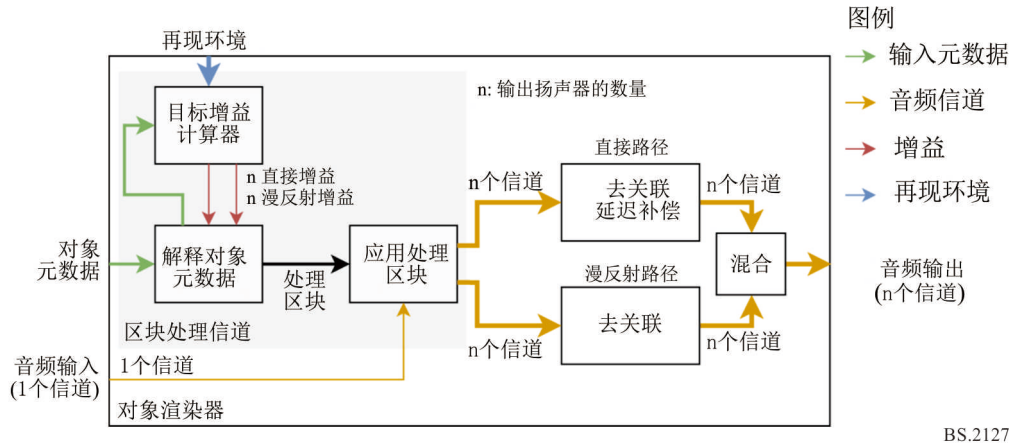 再现环境
目标增益
计算器
n: 输出扬声器的数量
n 直接增益
n 漫反射增益
对象
元数据
解释对象
元数据
处理
区块
应用处理
区块
区块处理信道
音频输入
(1个信道)
1个信道
对象渲染器
n个信道
直接路径
去关联
延迟补偿
n个信道
混合
音频输出
(n个信道)
n个信道
漫反射路径
去关联
n个信道
图例
输入元数据
音频信道
增益
再现环境
BS.2127